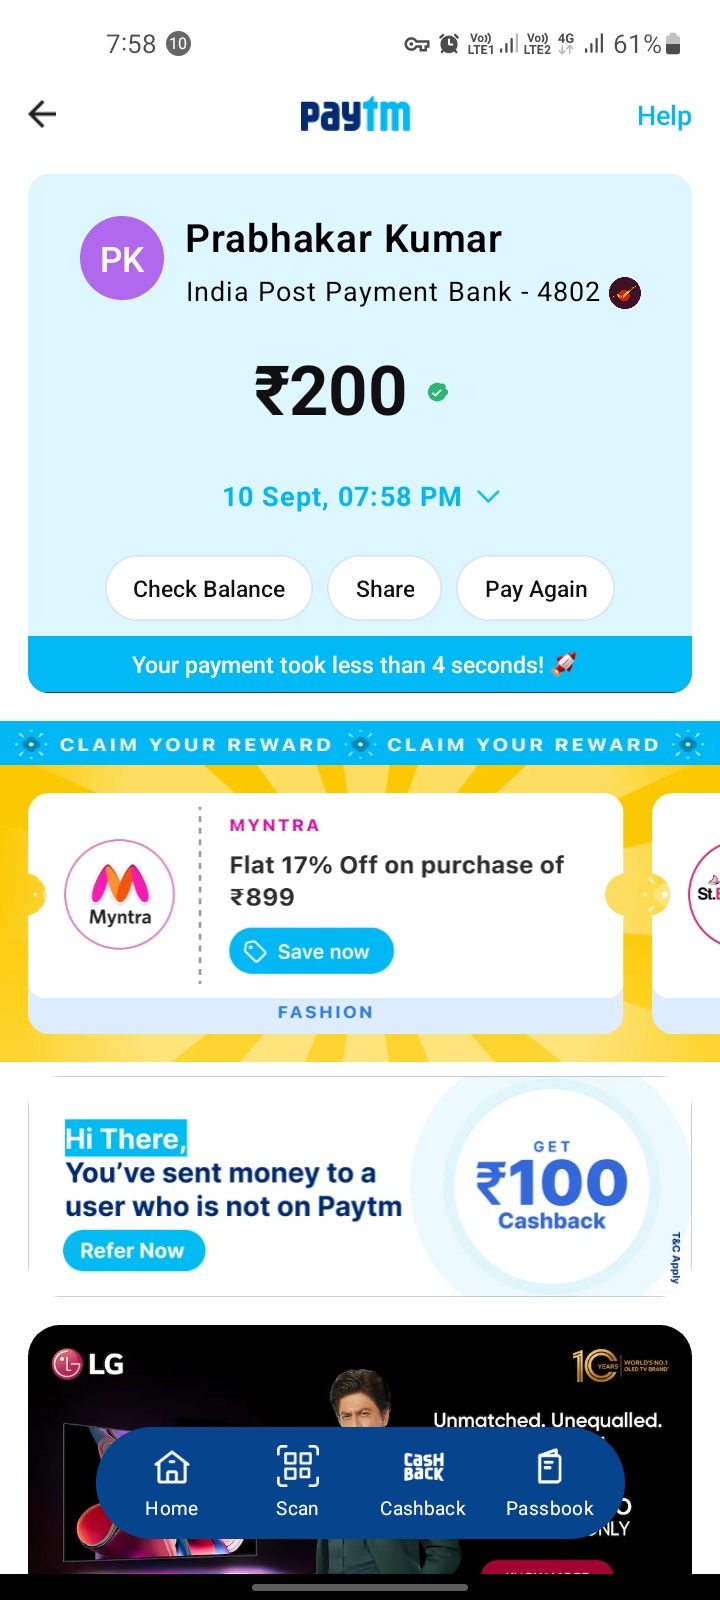 7:58 10 Vo) LTE1 Vo) LTE2 4G 61%
paytm Help
PK Prabhakar Kumar
India Post Payment Bank - 4802
₹200
10 Sept, 07:58 PM
Check Balance Share Pay Again
Your payment took less than 4 seconds!
CLAIM YOUR REWARD CLAIM YOUR REWARD
MYNTRA
Flat 17% Off on purchase of
₹899
Myntra
St.
Save now
FASHION
Hi There,
You've sent money to a
user who is not on Paytm
Refer Now
GET
₹100
Cashback
T&C Apply
LG
10 YEARS WORLD'S NO.1
OLED TV BRAND*
Unmatched. Unequalled.
CASH BACK
Home Scan Cashback Passbook